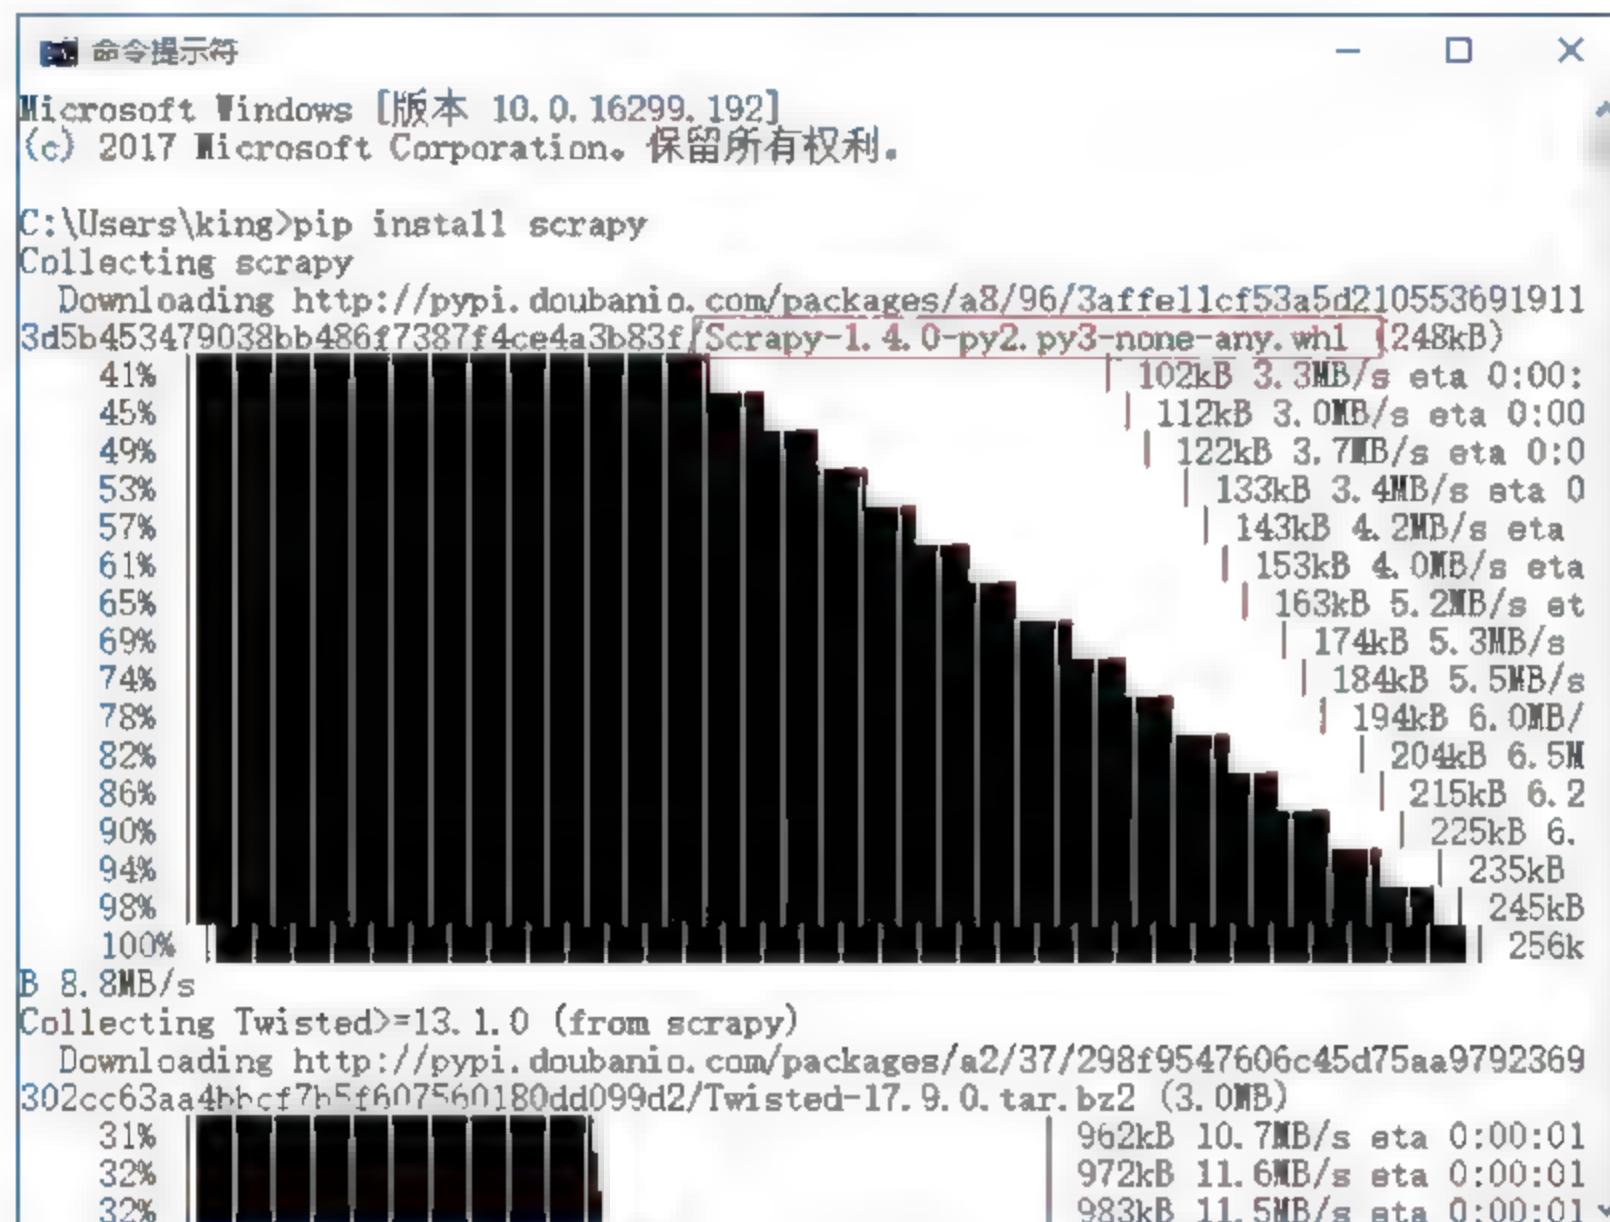 命令提示符
Microsoft Windows [版本 10.0.16299.192]
(c) 2017 Microsoft Corporation。保留所有权利。
C:\Users\king>pip install scrapy
Collecting scrapy
Downloading http://pypi.doubanio.com/packages/a8/96/3affe11cf53a5d210553691911
3d5b453479038bb486f7387f4ce4a3b83f/Scrapy-1.4.0-py2.py3-none-any.whl (248kB)
41% | | 102kB 3.3MB/s eta 0:00:
45% | | 112kB 3.0MB/s eta 0:00
49% | | 122kB 3.7MB/s eta 0:0
53% | | 133kB 3.4MB/s eta 0
57% | | 143kB 4.2MB/s eta
61% | | 153kB 4.0MB/s eta
65% | | 163kB 5.2MB/s et
69% | | 174kB 5.3MB/s
74% | | 184kB 5.5MB/s
78% | | 194kB 6.0MB/
82% | | 204kB 6.5M
86% | | 215kB 6.2
90% | | 225kB 6.
94% | | 235kB
98% | | 245kB
100% | | 256k
B 8.8MB/s
Collecting Twisted>=13.1.0 (from scrapy)
Downloading http://pypi.doubanio.com/packages/a2/37/298f9547606c45d75aa9792369
302cc63aa4bbcf7b5f607560180dd099d2/Twisted-17.9.0.tar.bz2 (3.0MB)
31% | | 962kB 10.7MB/s eta 0:00:01
32% | | 972kB 11.6MB/s eta 0:00:01
32% | | 983kB 11.5MB/s eta 0:00:01